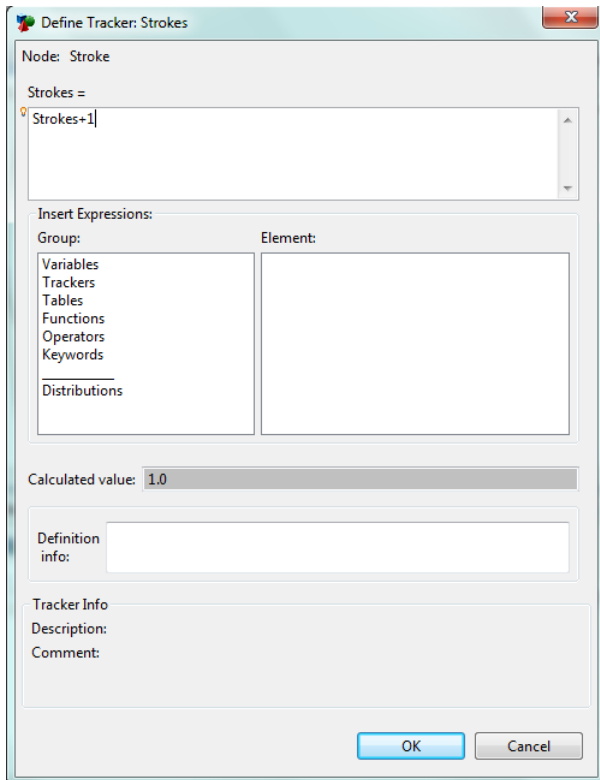 Define Tracker: Strokes
Node: Stroke
Strokes =
Strokes+1
Insert Expressions:
Group: Element:
Variables
Trackers
Tables
Functions
Operators
Keywords
Distributions
Calculated value: 1.0
Definition
info:
Tracker Info
Description:
Comment:
OK Cancel